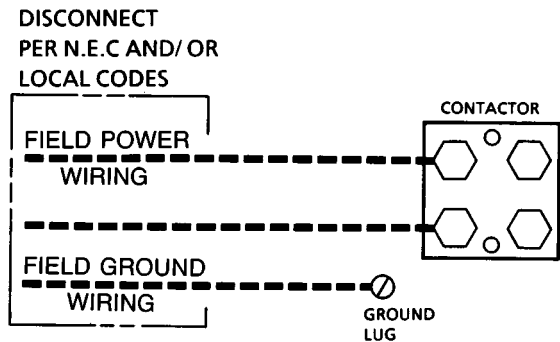 DISCONNECT
PER N.E.C AND/ OR
LOCAL CODES
CONTACTOR
FIELD POWER
WIRING
FIELD GROUND
WIRING
GROUND
LUG